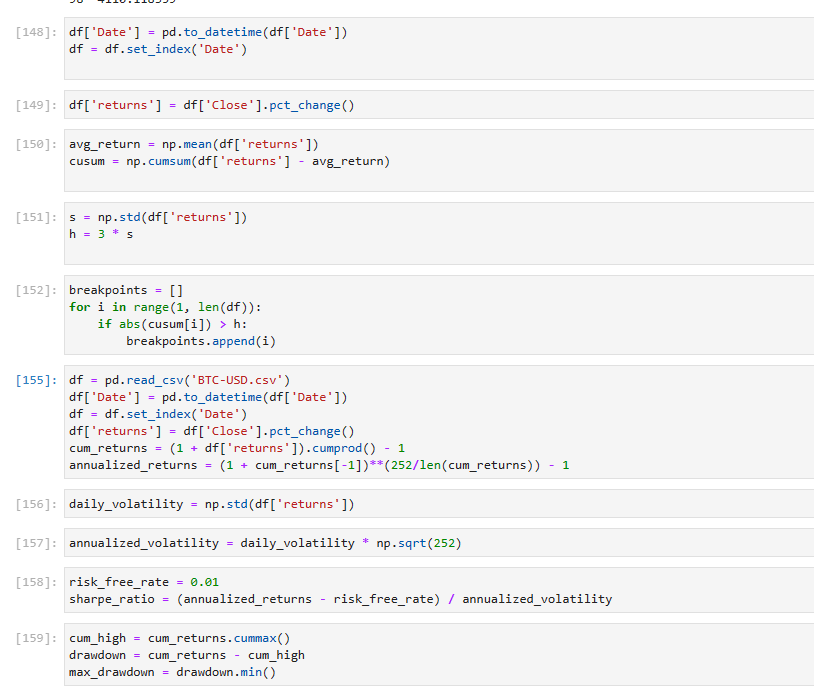 [148]: df['Date'] = pd.to_datetime(df['Date'])
df = df.set_index('Date')
[149]: df['returns'] = df['Close'].pct_change()
[150]: avg_return = np.mean(df['returns'])
cusum = np.cumsum(df['returns'] - avg_return)
[151]: s = np.std(df['returns'])
h = 3 * s
[152]: breakpoints = []
for i in range(1, len(df)):
    if abs(cusum[i]) > h:
        breakpoints.append(i)
[155]: df = pd.read_csv('BTC-USD.csv')
df['Date'] = pd.to_datetime(df['Date'])
df = df.set_index('Date')
df['returns'] = df['Close'].pct_change()
cum_returns = (1 + df['returns']).cumprod() - 1
annualized_returns = (1 + cum_returns[-1])**(252/len(cum_returns)) - 1
[156]: daily_volatility = np.std(df['returns'])
[157]: annualized_volatility = daily_volatility * np.sqrt(252)
[158]: risk_free_rate = 0.01
sharpe_ratio = (annualized_returns - risk_free_rate) / annualized_volatility
[159]: cum_high = cum_returns.cummax()
drawdown = cum_returns - cum_high
max_drawdown = drawdown.min()